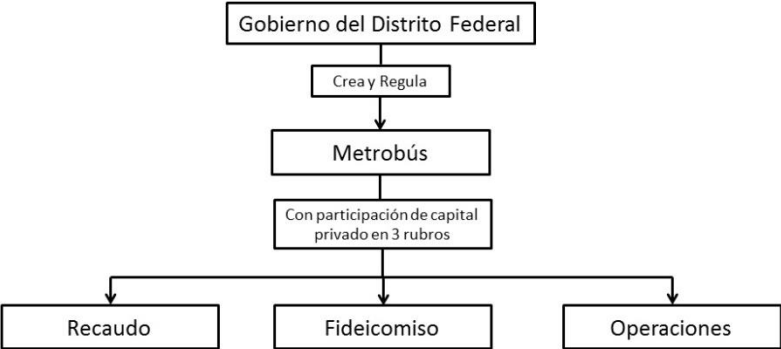 Gobierno del Distrito Federal
Crea y Regula
Metrobús
Con participación de capital
privado en 3 rubros
Recaudo
Fideicomiso
Operaciones